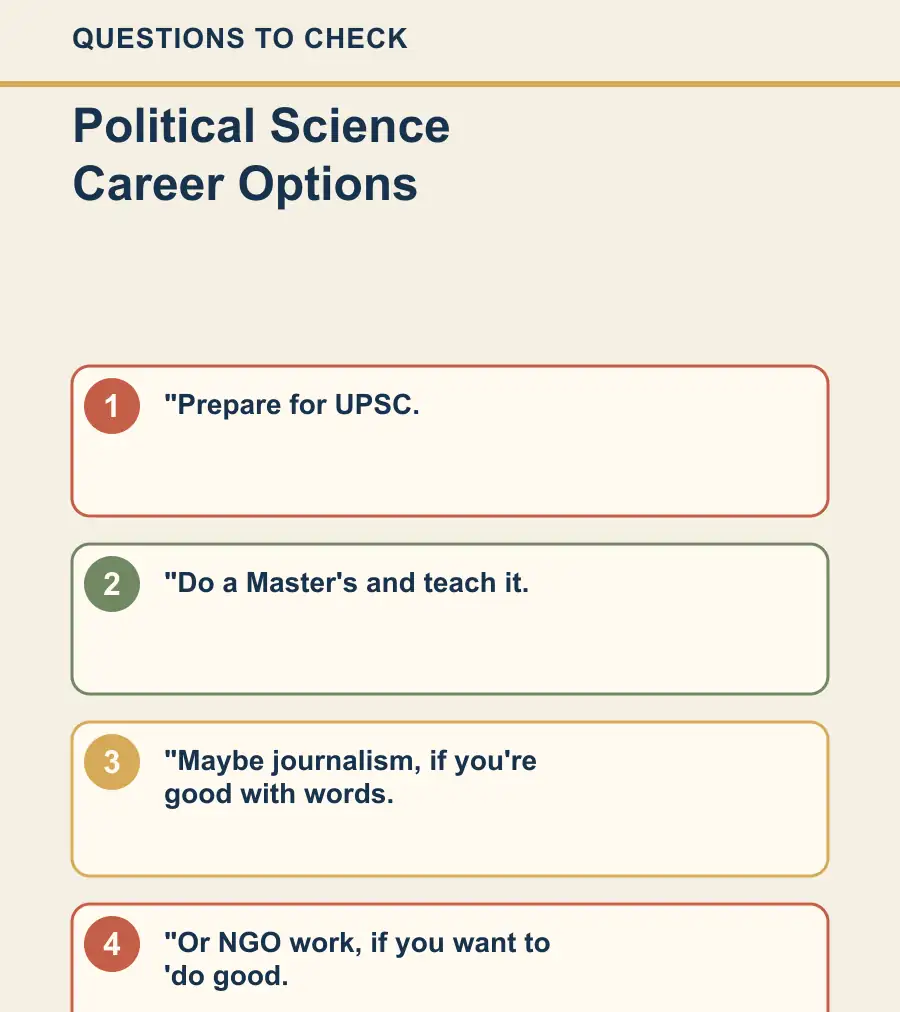 QUESTIONS TO CHECK
Political Science
Career Options
1
"Prepare for UPSC.
2
"Do a Master's and teach it.
3
"Maybe journalism, if you're
good with words.
4
"Or NGO work, if you want to
'do good.